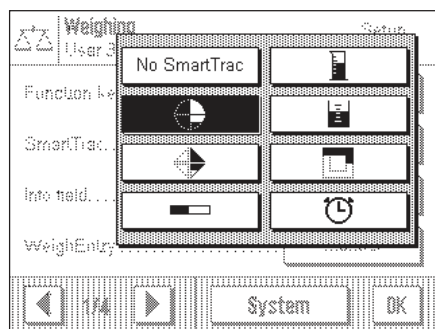 Weighing
Setup
User 3
No SmartTrac
Function ke
SmartTrac....
Info field.....
WeighEntry
1/4
System
OK